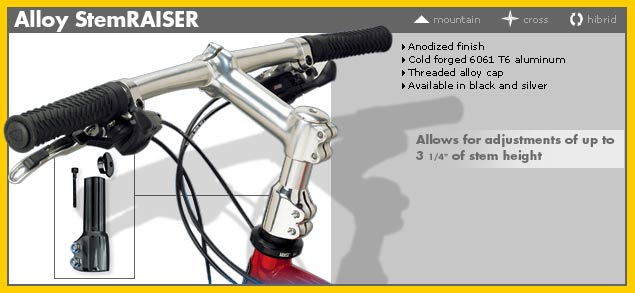 Alloy StemRAISER
mountain cross hibrid
Anodized finish
Cold forged 6061 T6 aluminum
Threaded alloy cap
Available in black and silver
Allows for adjustments of up to
3 1/4" of stem height